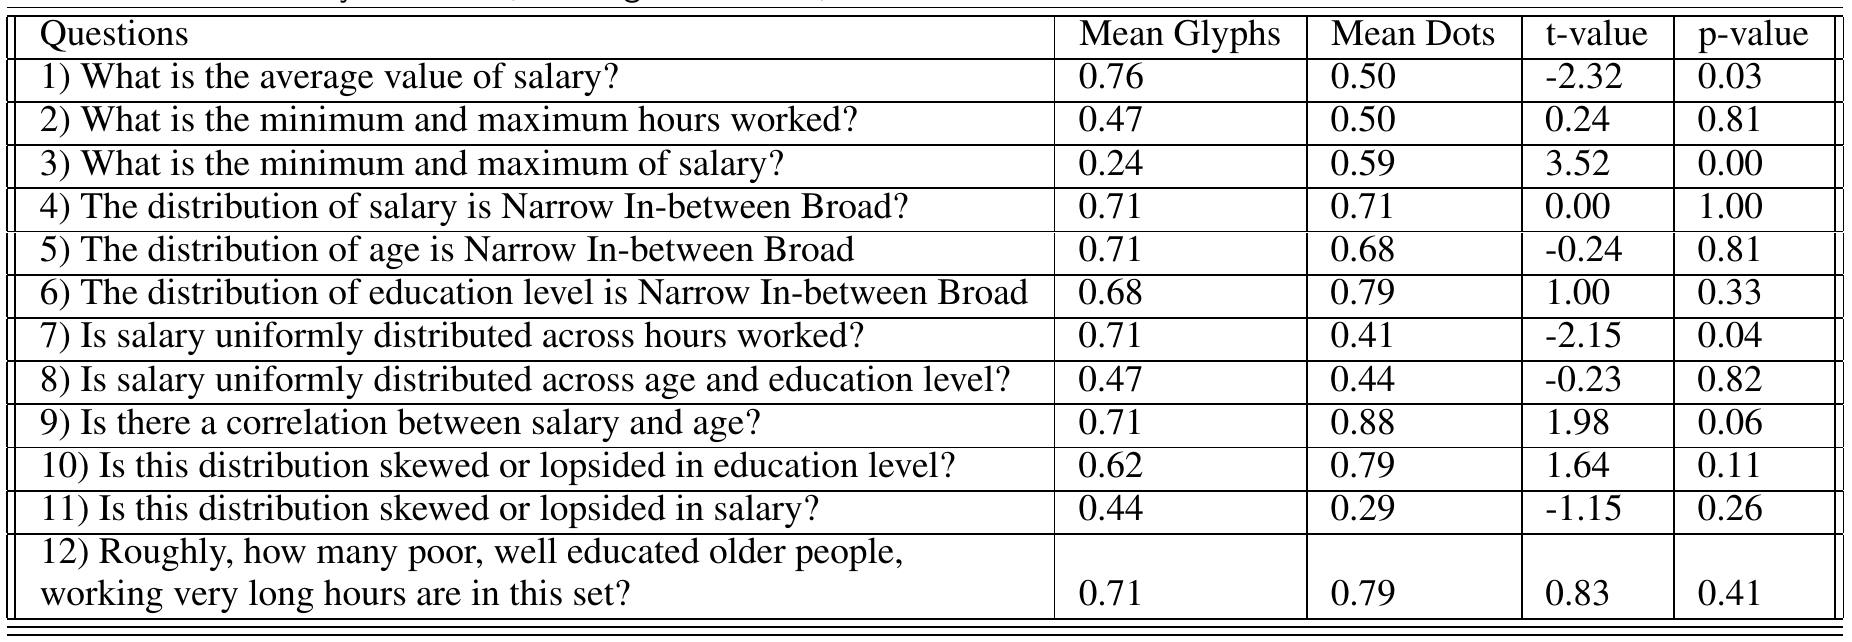 Questions Mean Glyphs Mean Dots t-value p-value
1) What is the average value of salary? 0.76 0.50 -2.32 0.03
2) What is the minimum and maximum hours worked? 0.47 0.50 0.24 0.81
3) What is the minimum and maximum of salary? 0.24 0.59 3.52 0.00
4) The distribution of salary is Narrow In-between Broad? 0.71 0.71 0.00 1.00
5) The distribution of age is Narrow In-between Broad 0.71 0.68 -0.24 0.81
6) The distribution of education level is Narrow In-between Broad 0.68 0.79 1.00 0.33
7) Is salary uniformly distributed across hours worked? 0.71 0.41 -2.15 0.04
8) Is salary uniformly distributed across age and education level? 0.47 0.44 -0.23 0.82
9) Is there a correlation between salary and age? 0.71 0.88 1.98 0.06
10) Is this distribution skewed or lopsided in education level? 0.62 0.79 1.64 0.11
11) Is this distribution skewed or lopsided in salary? 0.44 0.29 -1.15 0.26
12) Roughly, how many poor, well educated older people,
working very long hours are in this set? 0.71 0.79 0.83 0.41